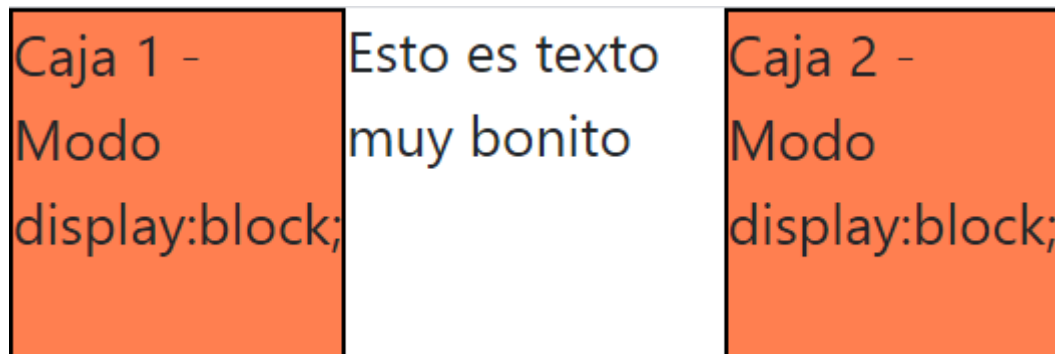 Caja 1 -
Modo
display:block;
Esto es texto
muy bonito
Caja 2 -
Modo
display:block;